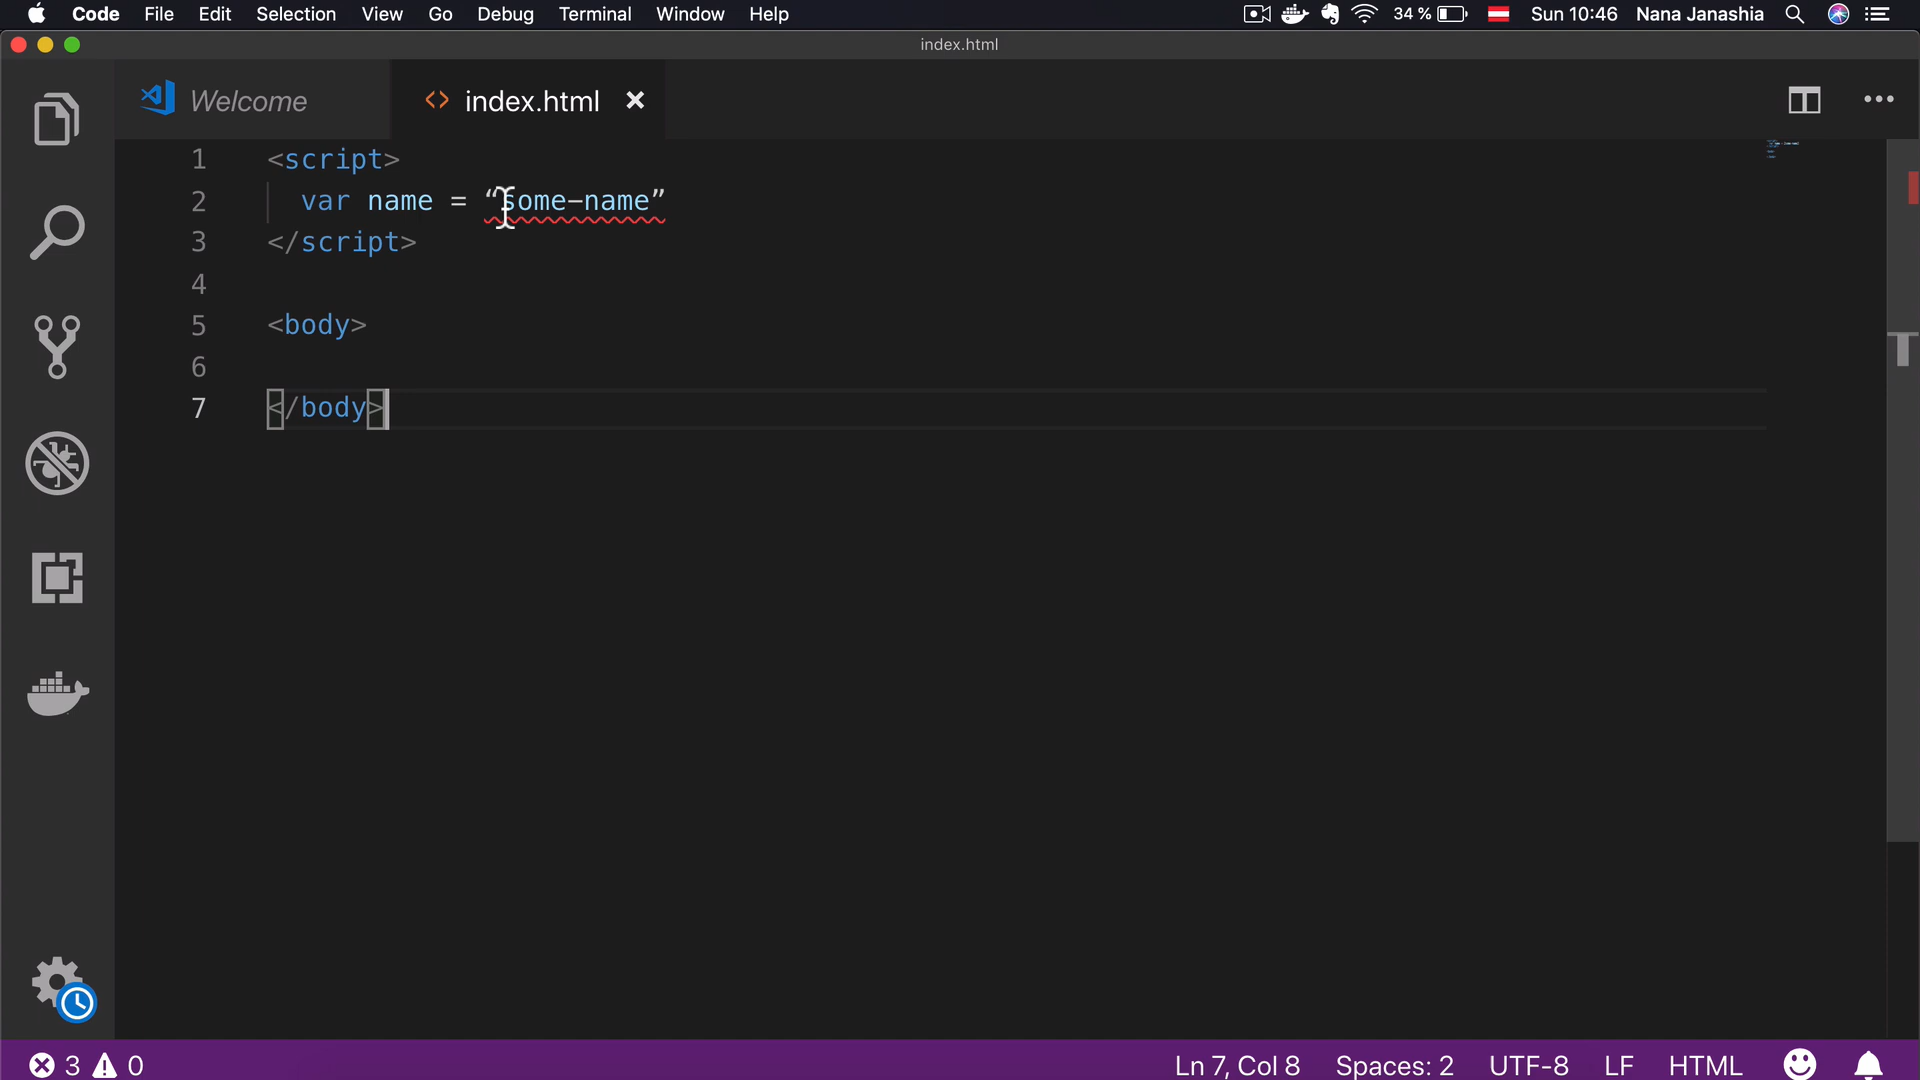 Code File Edit Selection View Go Debug Terminal Window Help 34 % Sun 10:46 Nana Janashia
index.html
Welcome index.html
1 <script>
2 var name = “some-name”
3 </script>
4
5 <body>
6
7 </body>
3 0 Ln 7, Col 8 Spaces: 2 UTF-8 LF HTML